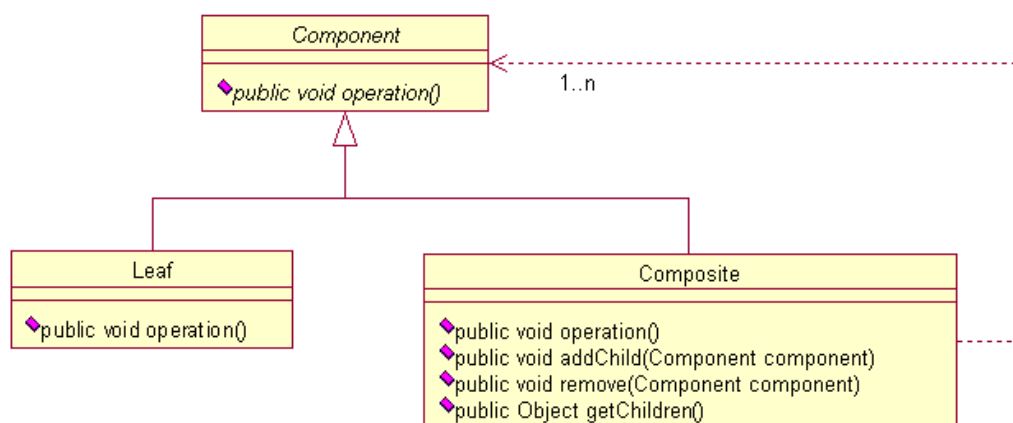 Component
public void operation()
1..n
Leaf
public void operation()
Composite
public void operation()
public void addChild(Component component)
public void remove(Component component)
public Object getChildren()